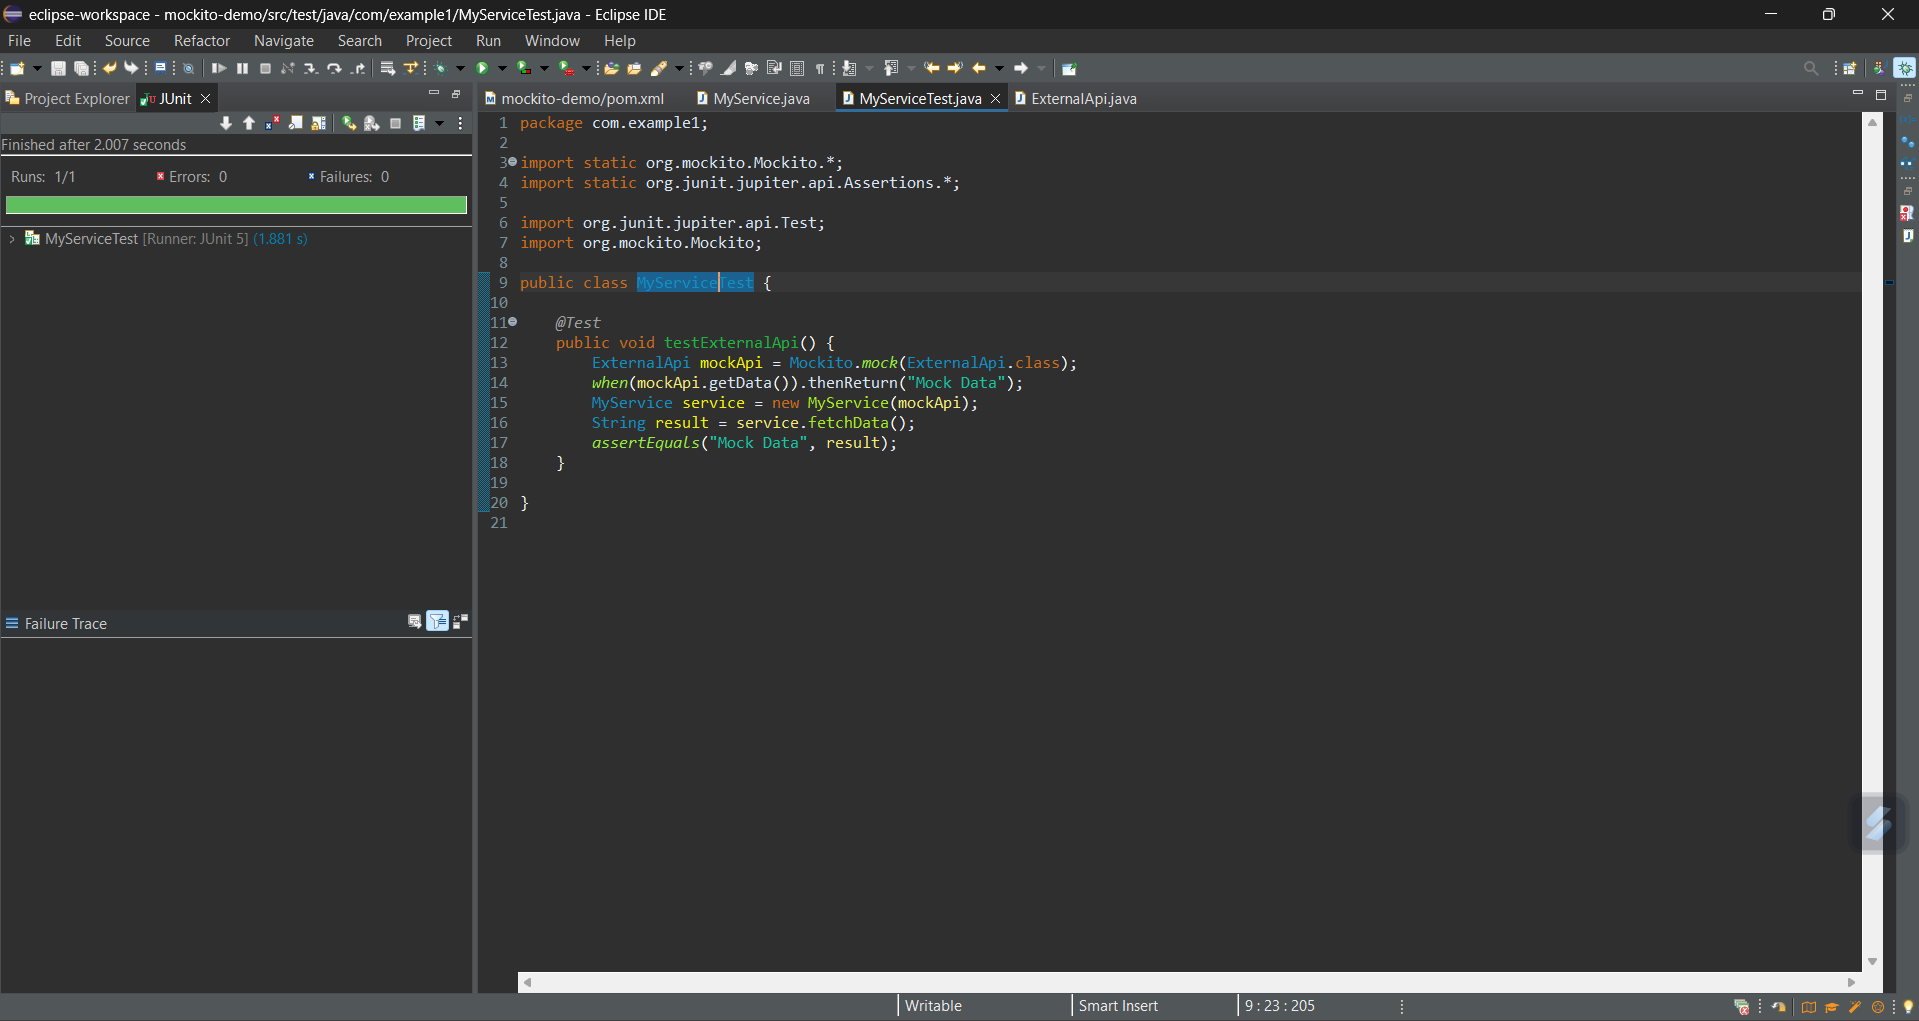 eclipse-workspace - mockito-demo/src/test/java/com/example1/MyServiceTest.java - Eclipse IDE
File Edit Source Refactor Navigate Search Project Run Window Help
Project Explorer JUnit
mockito-demo/pom.xml MyService.java MyServiceTest.java ExternalApi.java
Finished after 2.007 seconds
Runs: 1/1 Errors: 0 Failures: 0
MyServiceTest [Runner: JUnit 5] (1.881 s)
Failure Trace
1 package com.example1;
2
3 import static org.mockito.Mockito.*;
4 import static org.junit.jupiter.api.Assertions.*;
5
6 import org.junit.jupiter.api.Test;
7 import org.mockito.Mockito;
8
9 public class MyServiceTest {
10
11 @Test
12 public void testExternalApi() {
13 ExternalApi mockApi = Mockito.mock(ExternalApi.class);
14 when(mockApi.getData()).thenReturn("Mock Data");
15 MyService service = new MyService(mockApi);
16 String result = service.fetchData();
17 assertEquals("Mock Data", result);
18 }
19
20 }
21
Writable Smart Insert 9 : 23 : 205